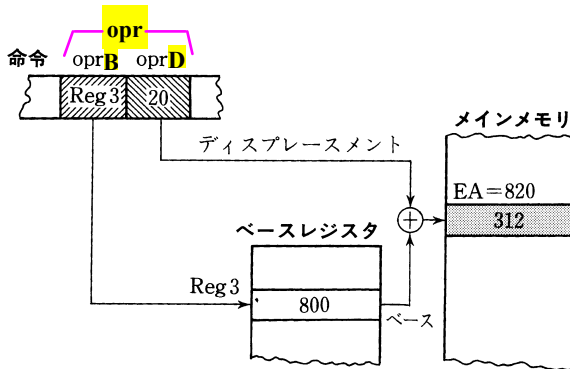 opr
命令 oprB oprD
Reg 3 20
ディスプレースメント
メインメモリ
EA=820
312
ベースレジスタ
Reg 3
800
ベース